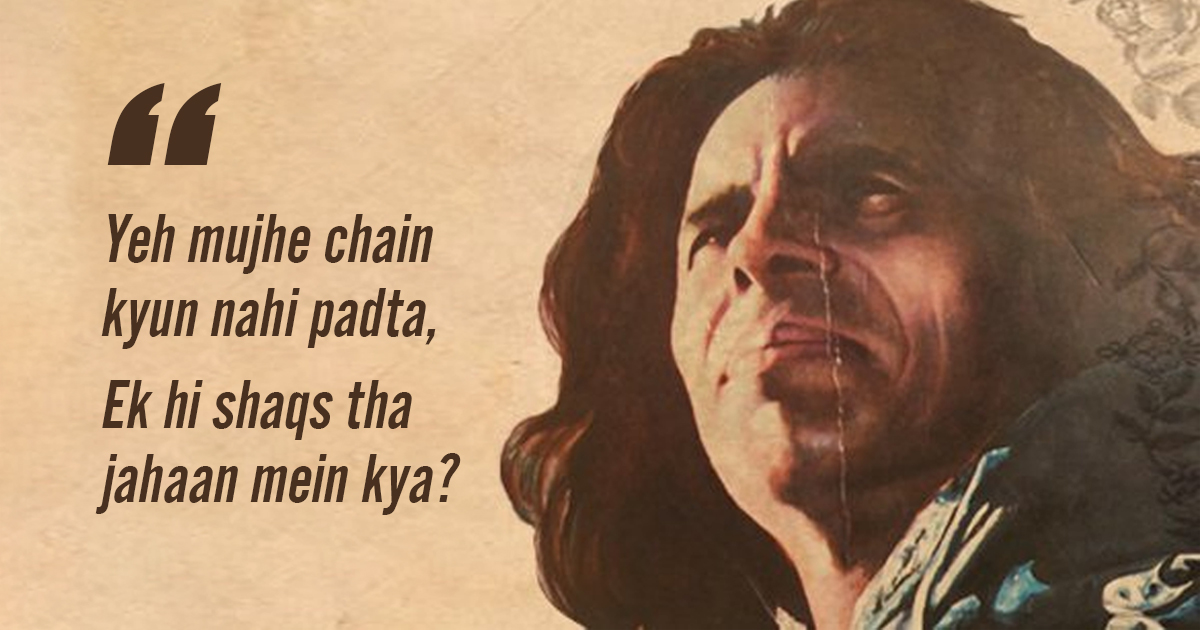 “
Yeh mujhe chain
kyun nahi padta,
Ek hi shaqs tha
jahaan mein kya?